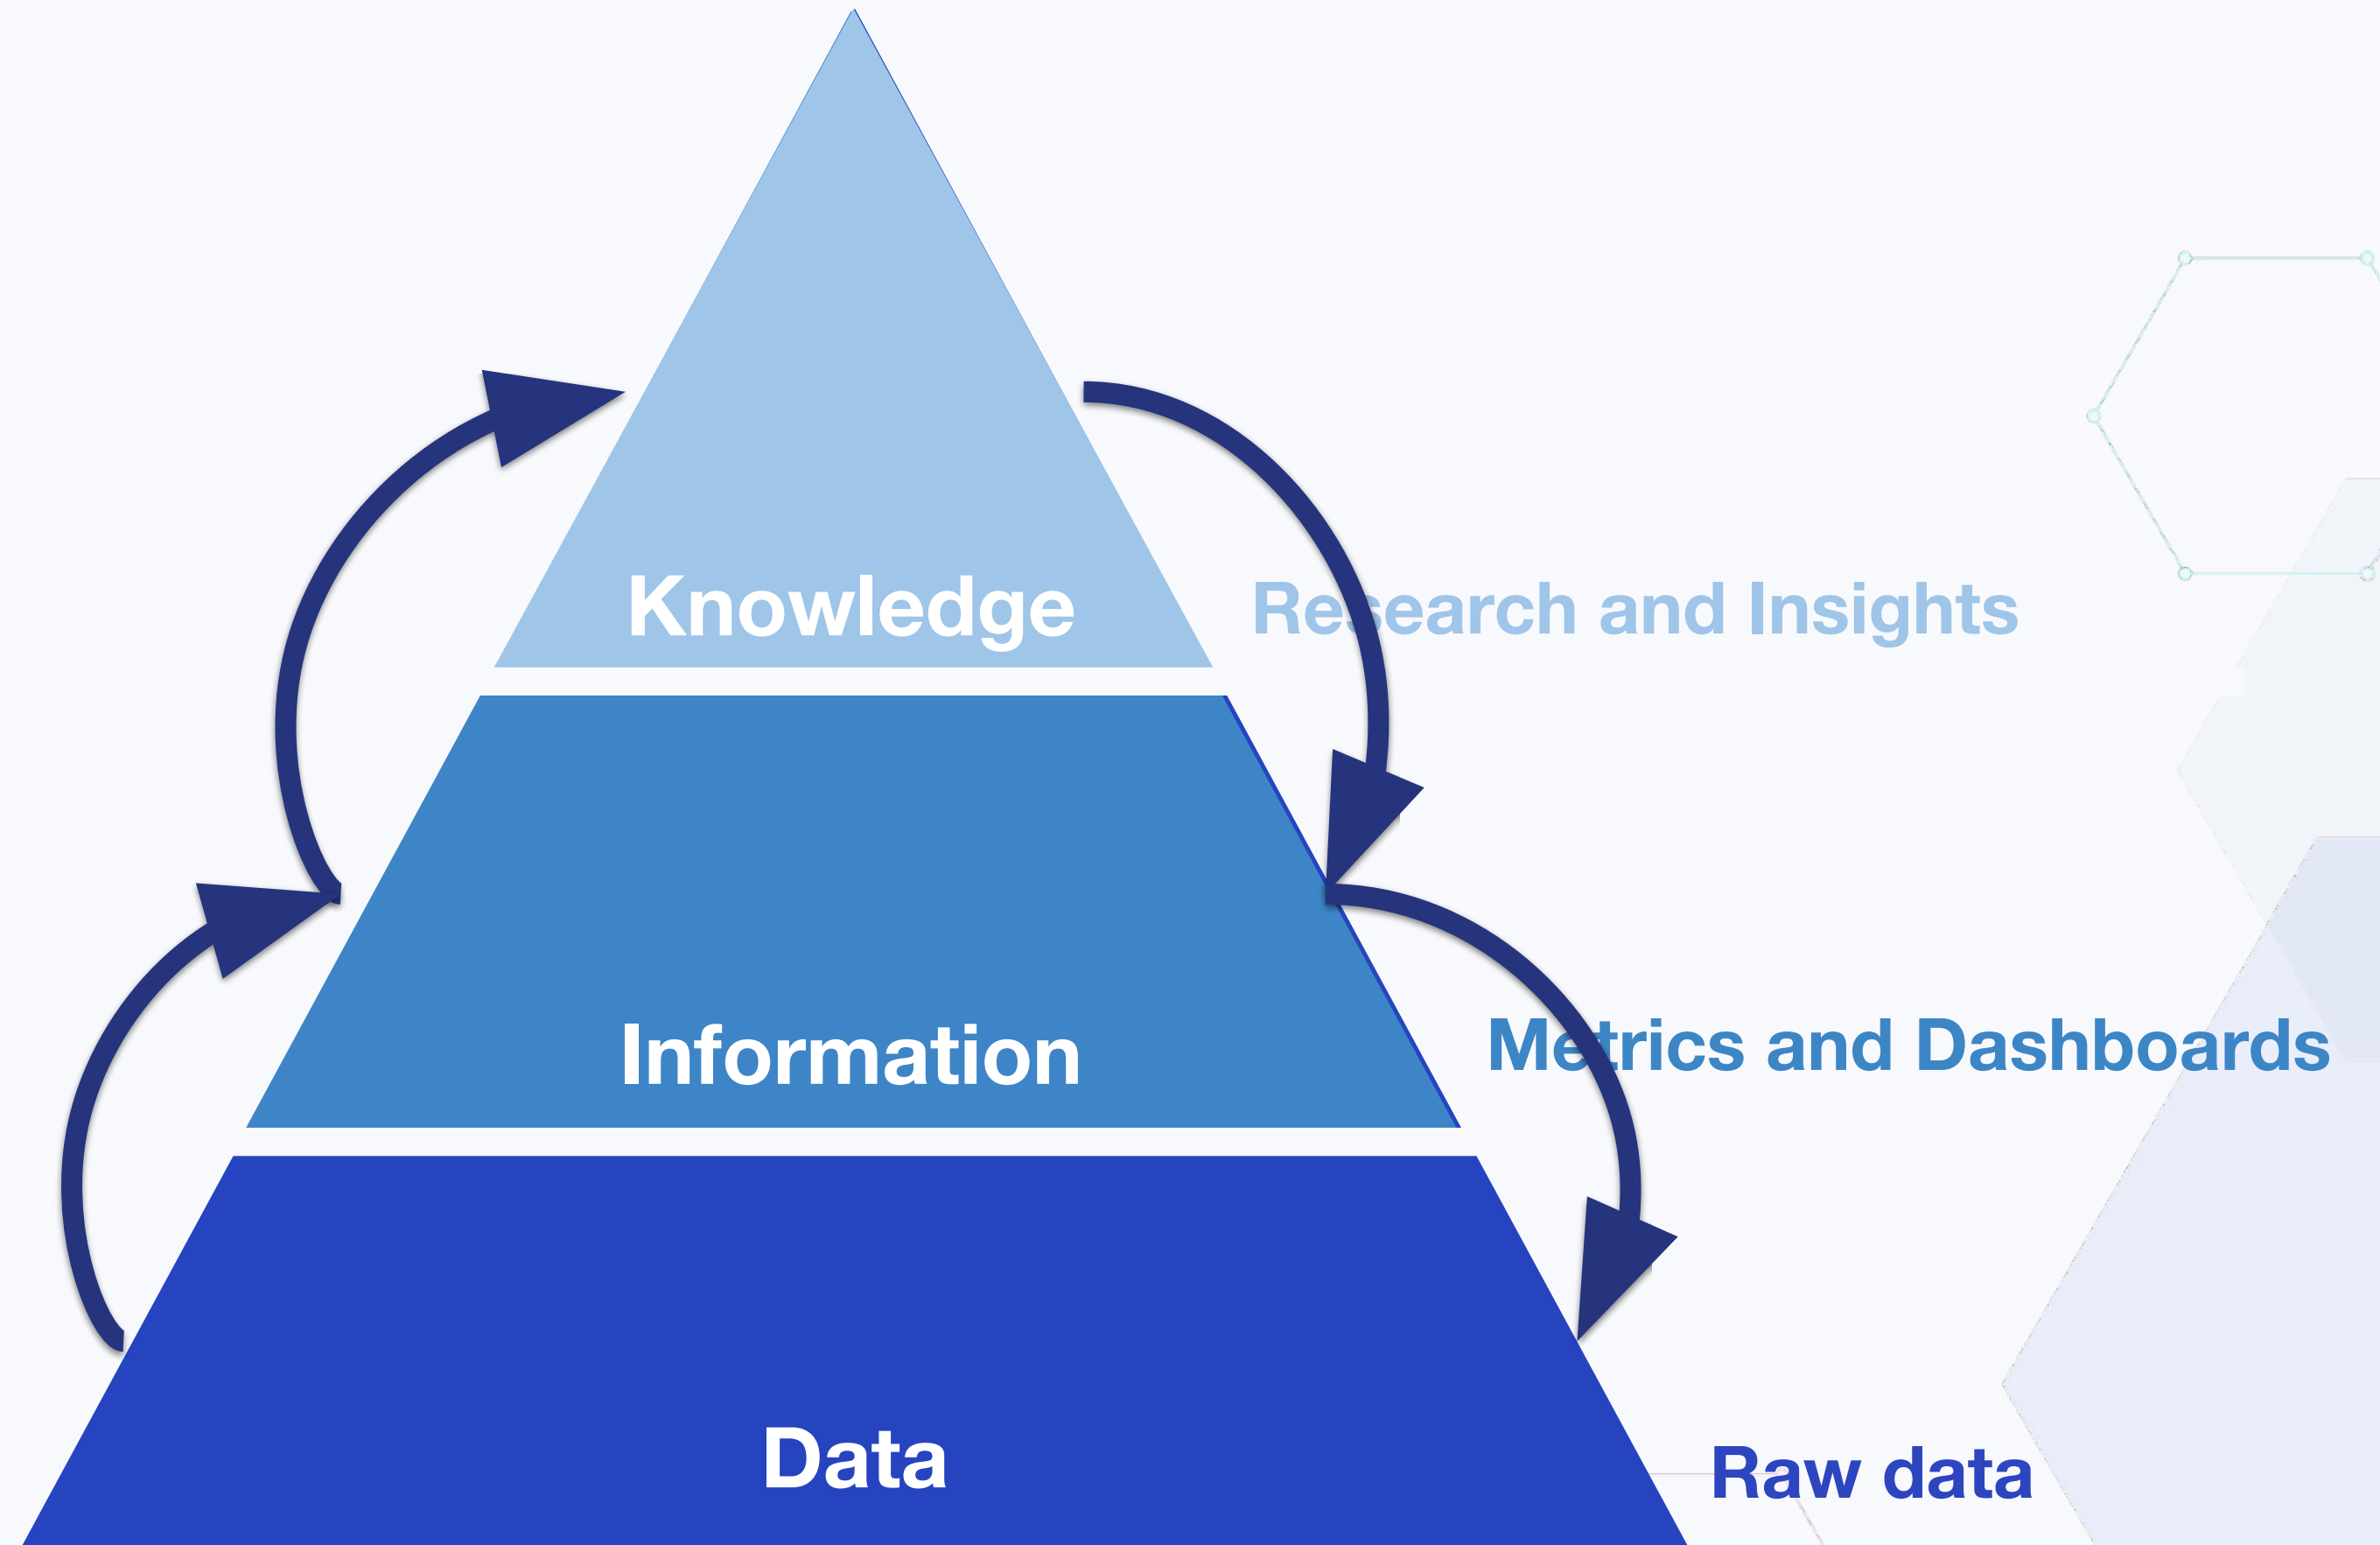 Knowledge
Research and Insights
Information
Metrics and Dashboards
Data
Raw data